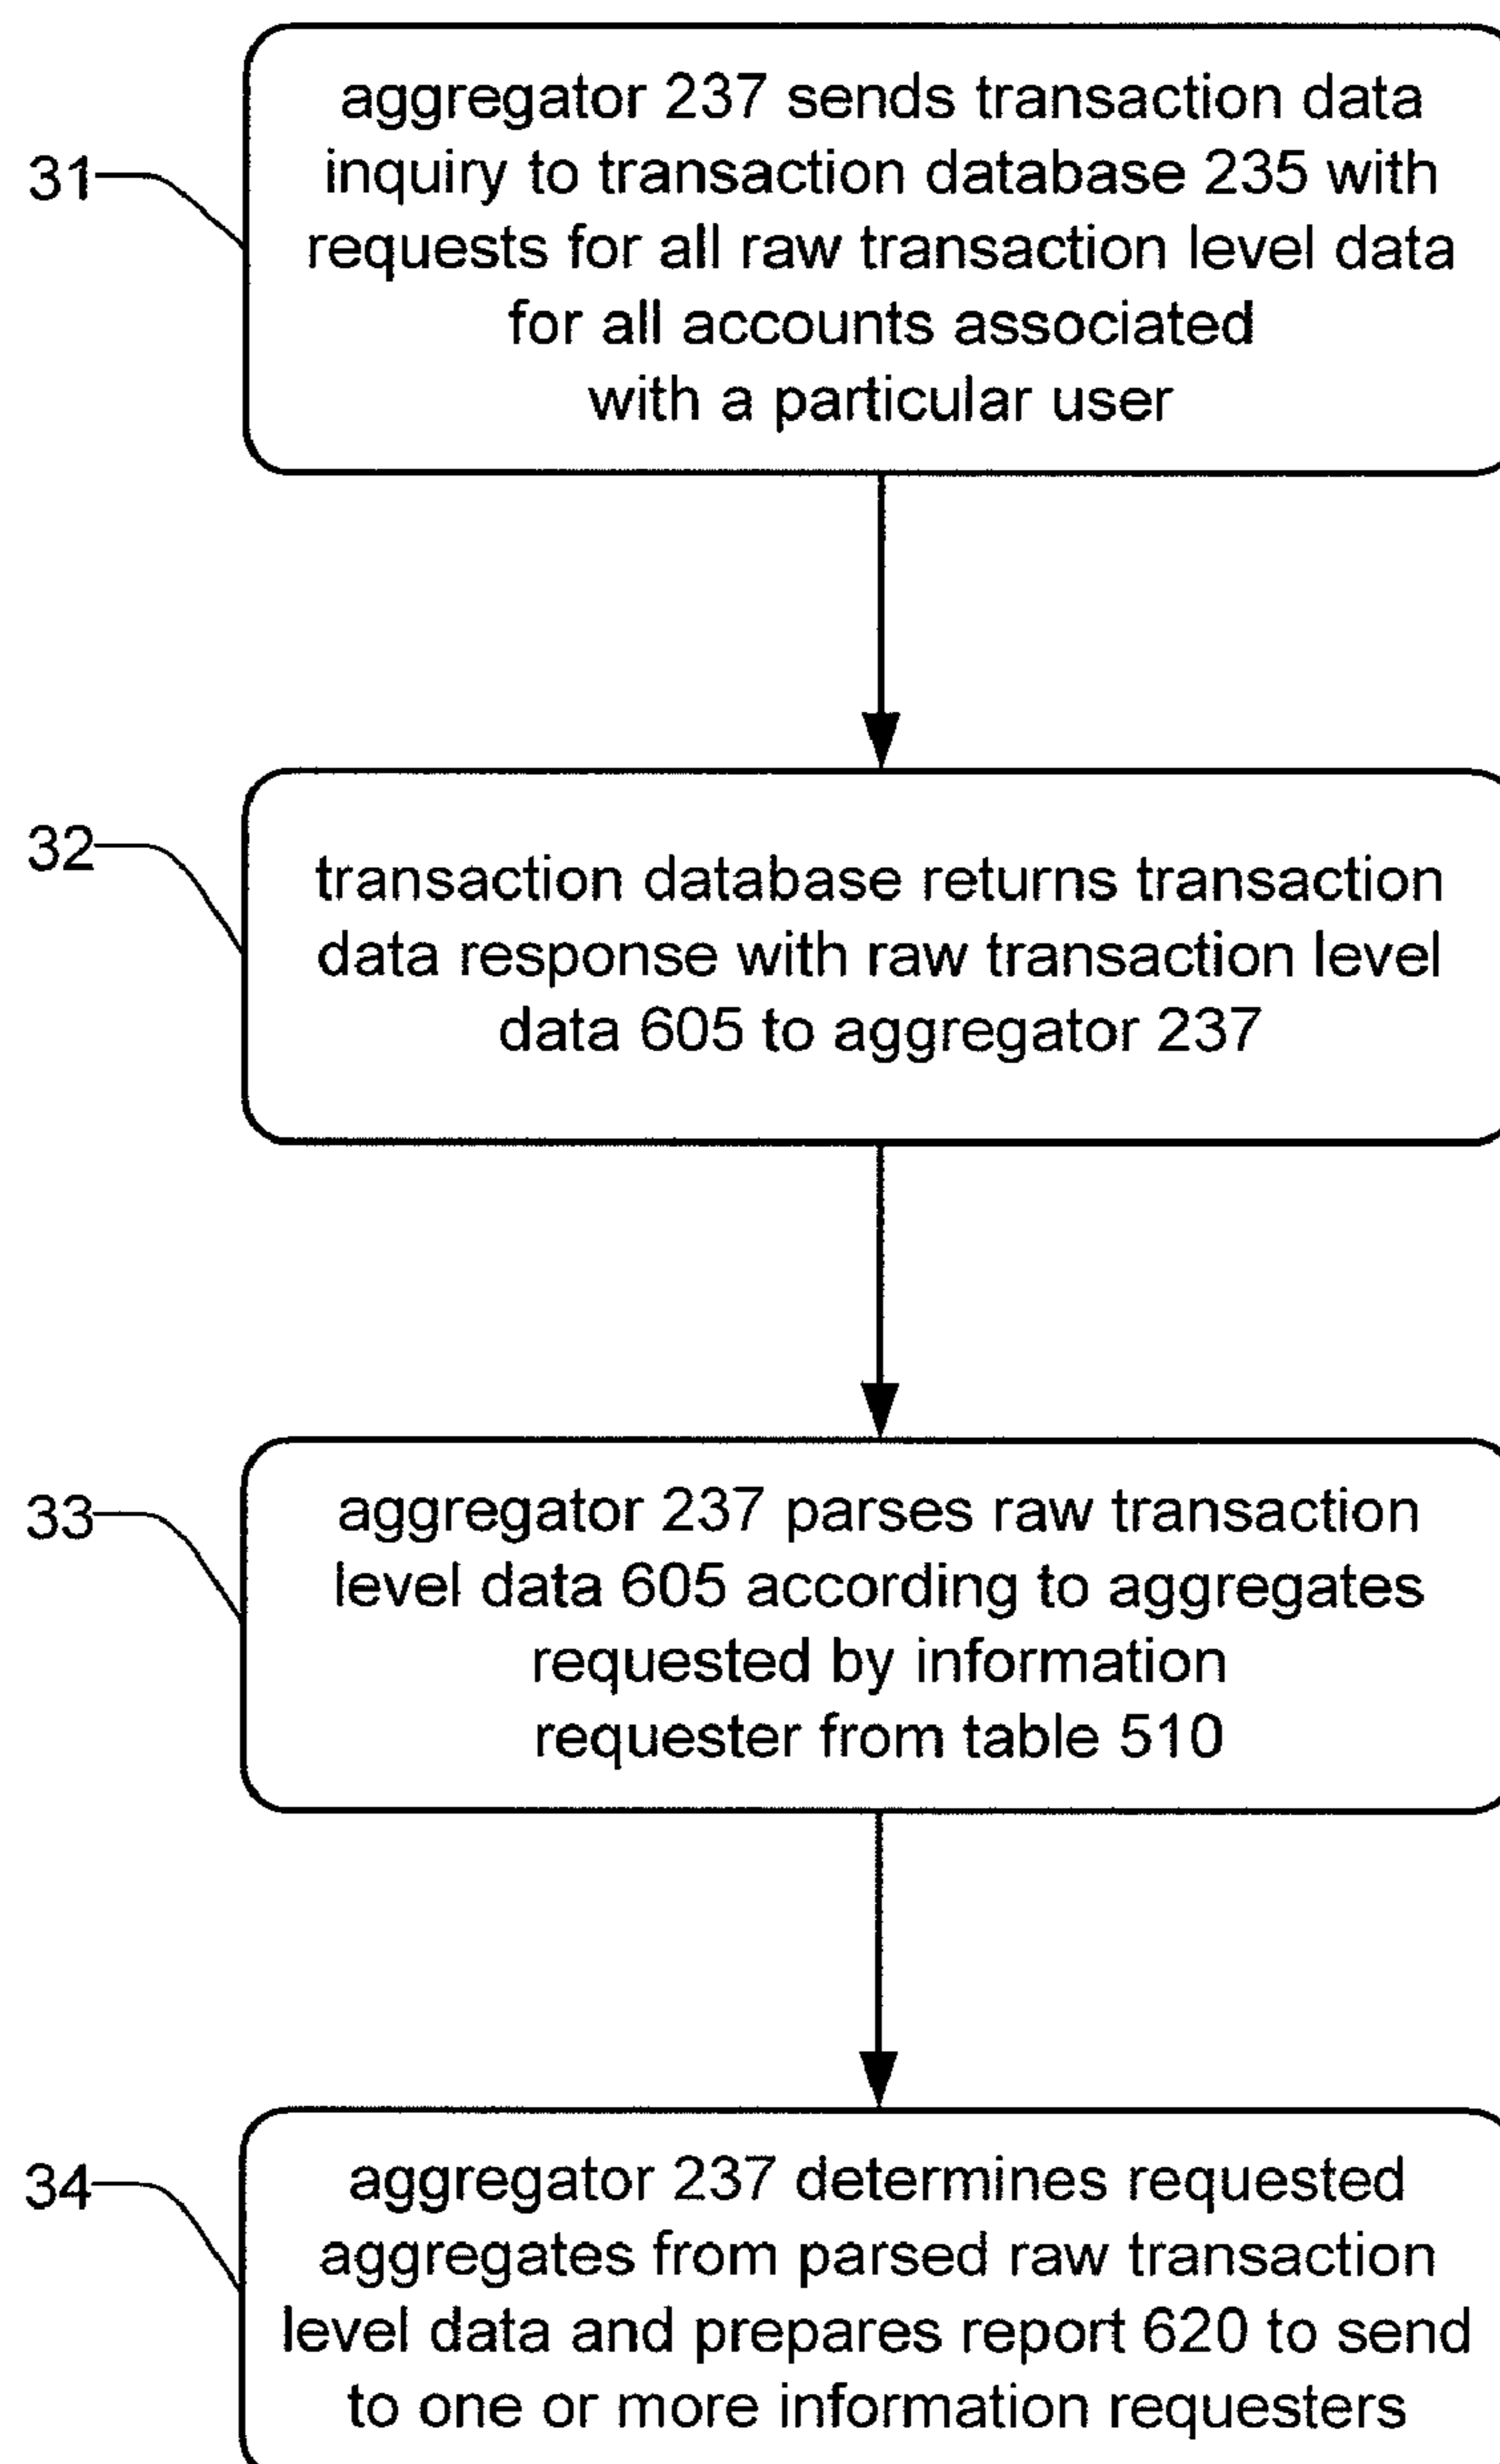 31
aggregator 237 sends transaction data
inquiry to transaction database 235 with
requests for all raw transaction level data
for all accounts associated
with a particular user
32
transaction database returns transaction
data response with raw transaction level
data 605 to aggregator 237
33
aggregator 237 parses raw transaction
level data 605 according to aggregates
requested by information
requester from table 510
34
aggregator 237 determines requested
aggregates from parsed raw transaction
level data and prepares report 620 to send
to one or more information requesters